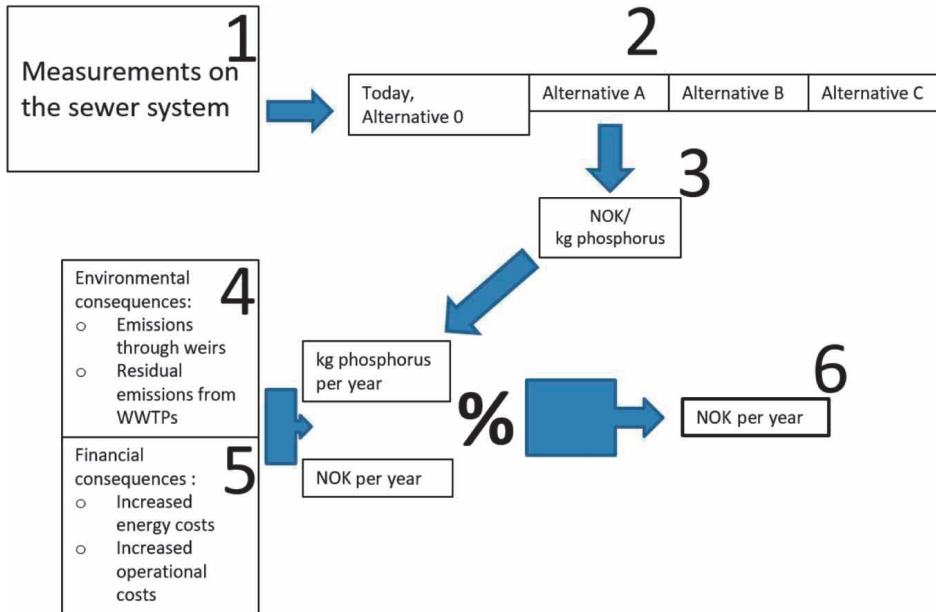 1
Measurements on
the sewer system
2
Today,
Alternative 0
Alternative A
Alternative B
Alternative C
3
NOK/
kg phosphorus
4
Environmental
consequences:
o Emissions
through weirs
o Residual
emissions from
WWTPs
5
Financial
consequences :
o Increased
energy costs
o Increased
operational
costs
kg phosphorus
per year
%
NOK per year
6
NOK per year